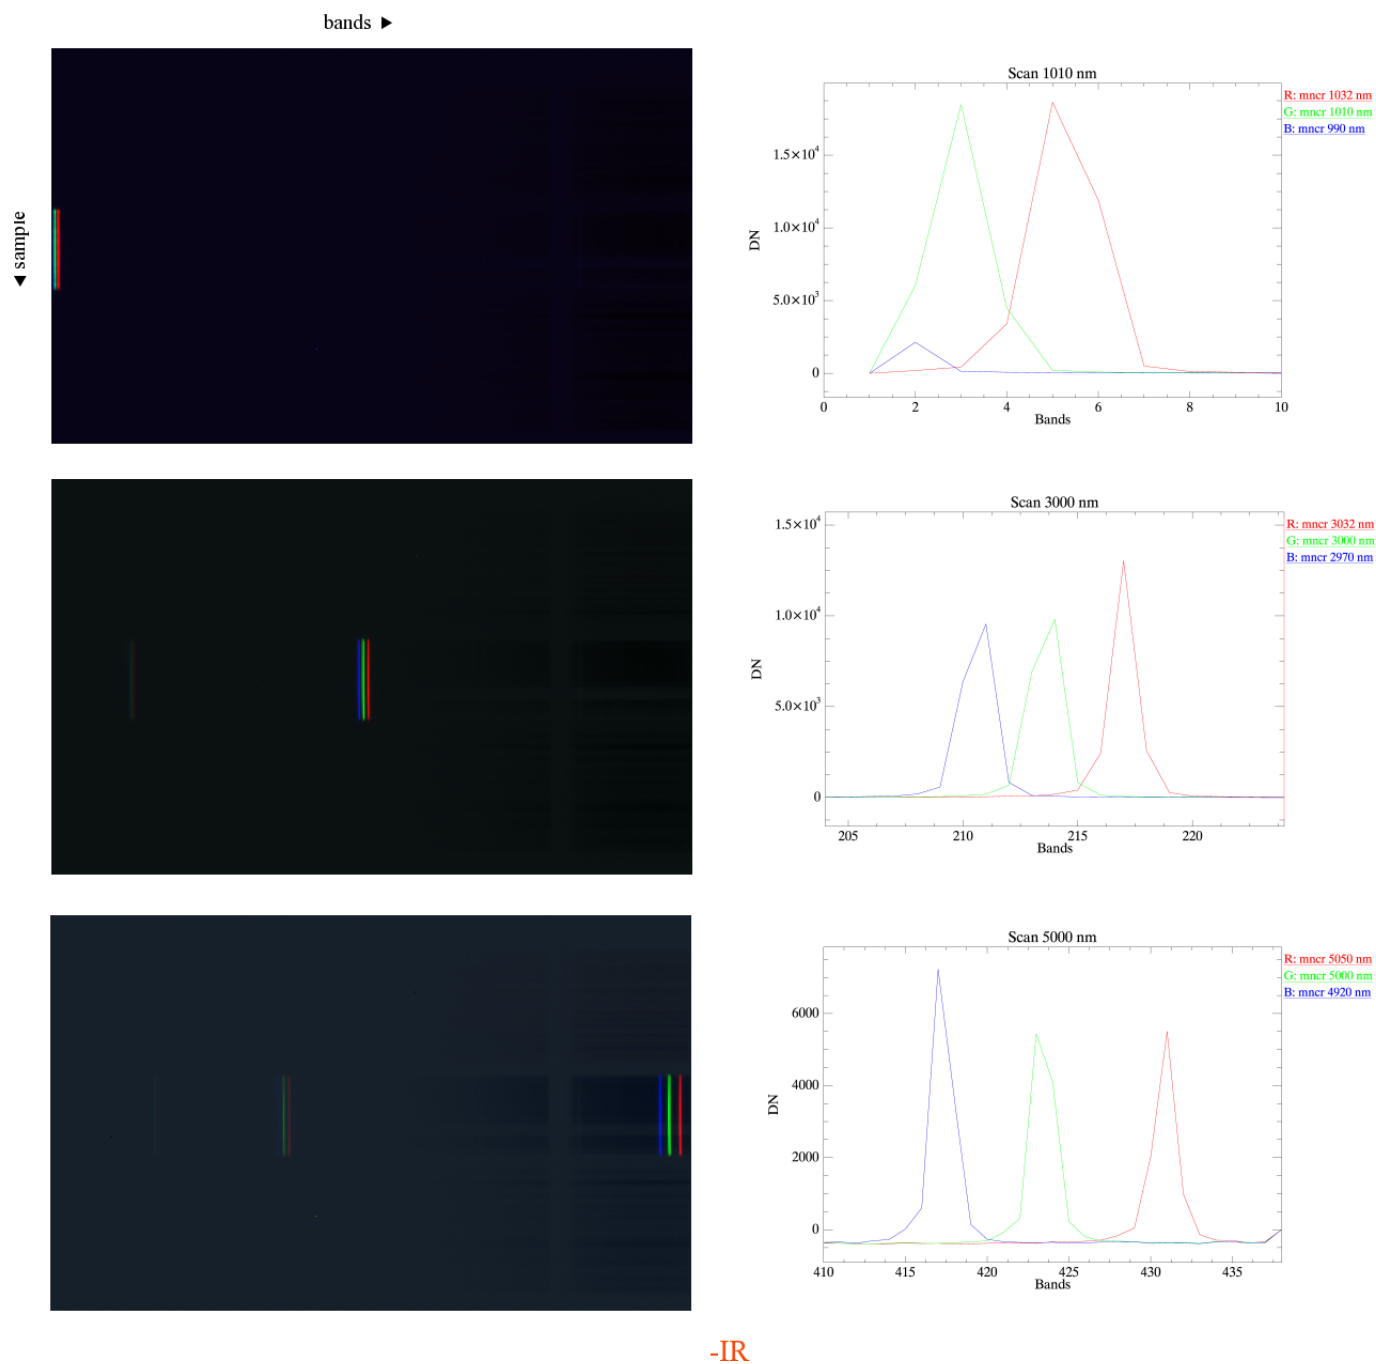 bands ►
◄ sample
Scan 1010 nm
R: mncr 1032 nm
G: mncr 1010 nm
B: mncr 990 nm
DN
1.5×10⁴
1.0×10⁴
5.0×10³
0
0 2 4 6 8 10
Bands
Scan 3000 nm
R: mncr 3032 nm
G: mncr 3000 nm
B: mncr 2970 nm
DN
1.5×10⁴
1.0×10⁴
5.0×10³
0
205 210 215 220
Bands
Scan 5000 nm
R: mncr 5050 nm
G: mncr 5000 nm
B: mncr 4920 nm
DN
6000
4000
2000
0
410 415 420 425 430 435
Bands
-IR